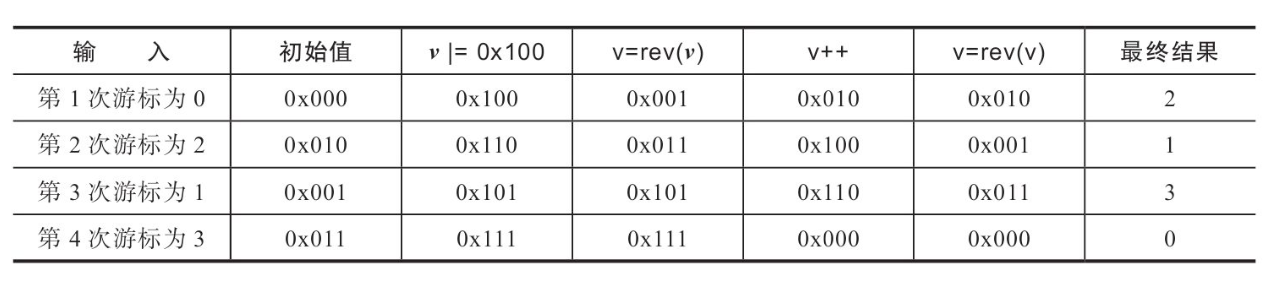 输 入 初始值 v |= 0x100 v=rev(v) v++ v=rev(v) 最终结果
第 1 次游标为 0 0x000 0x100 0x001 0x010 0x010 2
第 2 次游标为 2 0x010 0x110 0x011 0x100 0x001 1
第 3 次游标为 1 0x001 0x101 0x101 0x110 0x011 3
第 4 次游标为 3 0x011 0x111 0x111 0x000 0x000 0